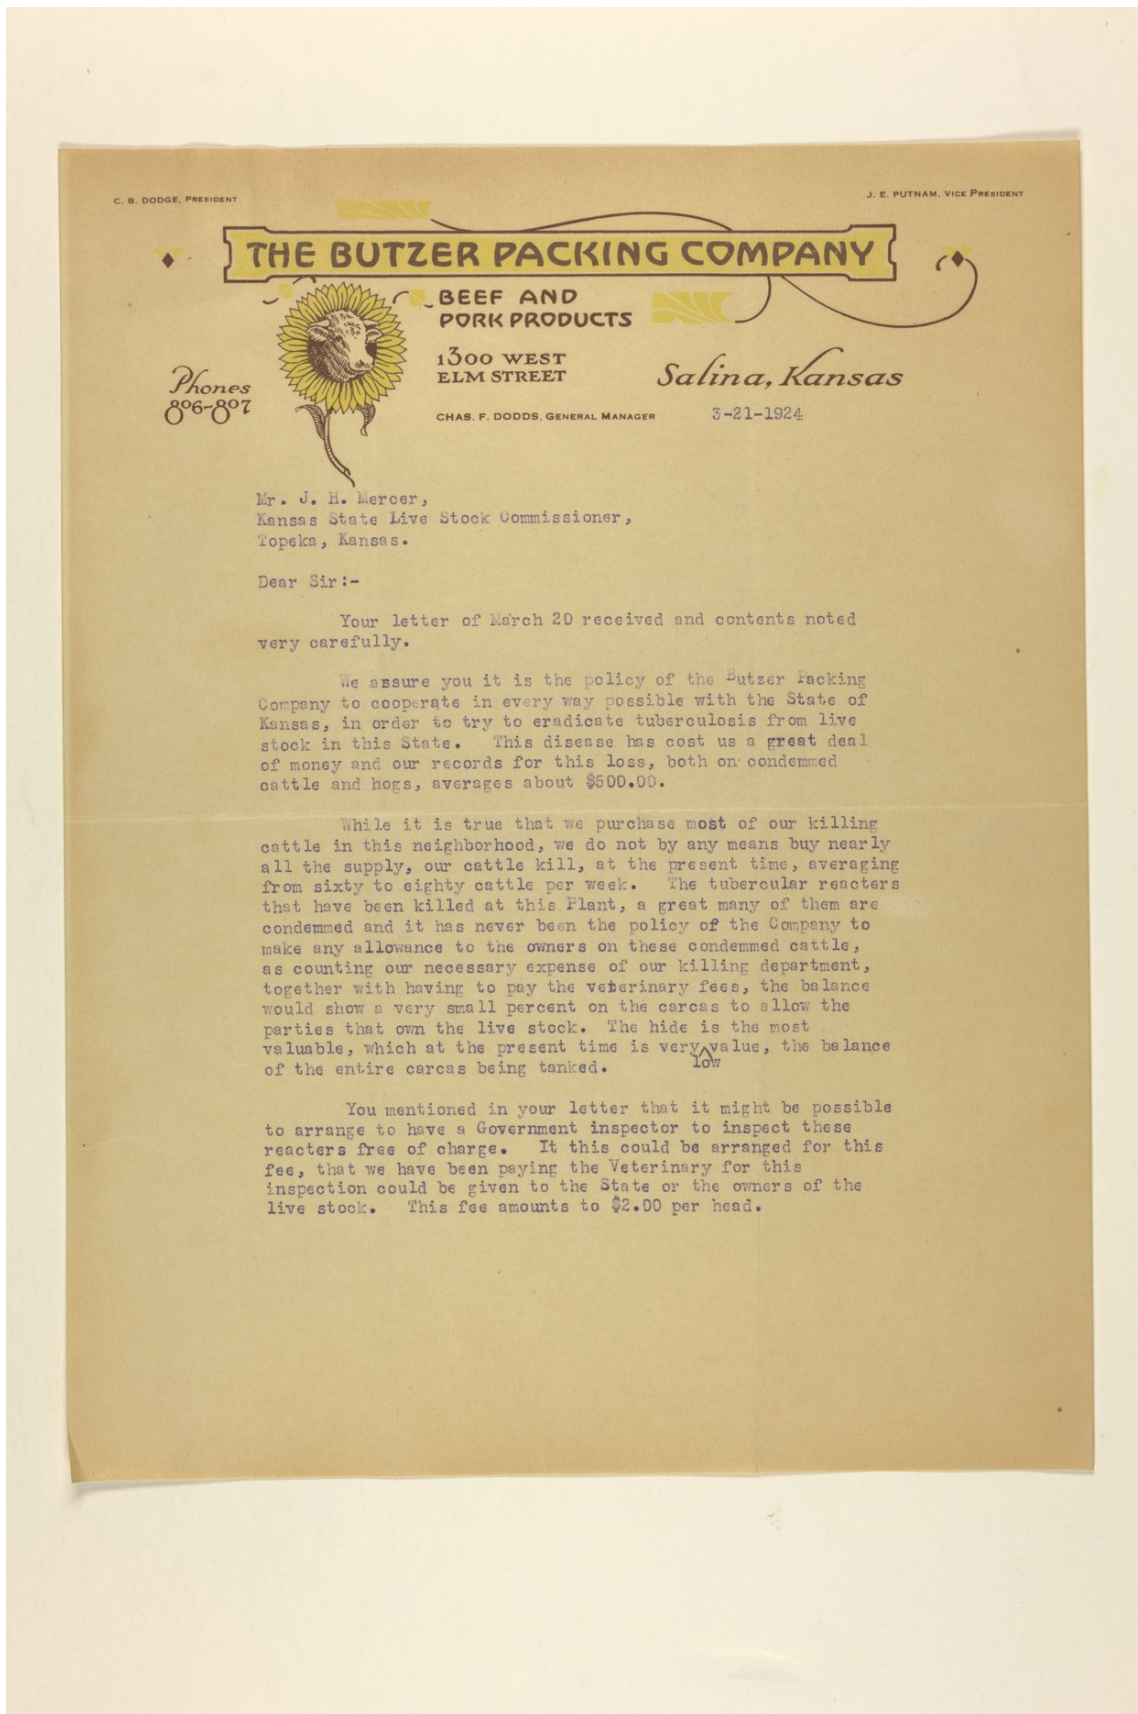 C. B. DODGE, PRESIDENT
J. E. PUTNAM, VICE PRESIDENT
THE BUTZER PACKING COMPANY
BEEF AND
PORK PRODUCTS
1300 WEST
ELM STREET
Salina, Kansas
Phones
806-807
CHAS. F. DODDS, GENERAL MANAGER
3-21-1924
Mr. J. H. Mercer,
Kansas State Live Stock Commissioner,
Topeka, Kansas.
Dear Sir:-
Your letter of March 20 received and contents noted
very carefully.
We assure you it is the policy of the Butzer Packing
Company to cooperate in every way possible with the State of
Kansas, in order to try to eradicate tuberculosis from live
stock in this State. This disease has cost us a great deal
of money and our records for this loss, both on condemmed
cattle and hogs, averages about $500.00.
While it is true that we purchase most of our killing
cattle in this neighborhood, we do not by any means buy nearly
all the supply, our cattle kill, at the present time, averaging
from sixty to eighty cattle per week. The tubercular reacters
that have been killed at this Plant, a great many of them are
condemmed and it has never been the policy of the Company to
make any allowance to the owners on these condemmed cattle,
as counting our necessary expense of our killing department,
together with having to pay the veterinary fees, the balance
would show a very small percent on the carcas to allow the
parties that own the live stock. The hide is the most
valuable, which at the present time is very value, the balance
low
of the entire carcas being tanked.
You mentioned in your letter that it might be possible
to arrange to have a Government inspector to inspect these
reacters free of charge. It this could be arranged for this
fee, that we have been paying the Veterinary for this
inspection could be given to the State or the owners of the
live stock. This fee amounts to $2.00 per head.